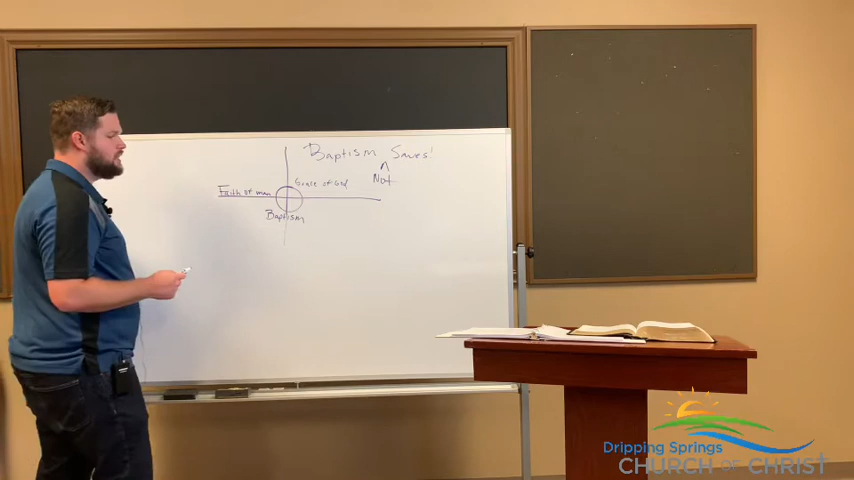 Baptism Saves!
^
Not
Grace of God
Faith of man
Baptism
Dripping Springs
CHURCH OF CHRIST